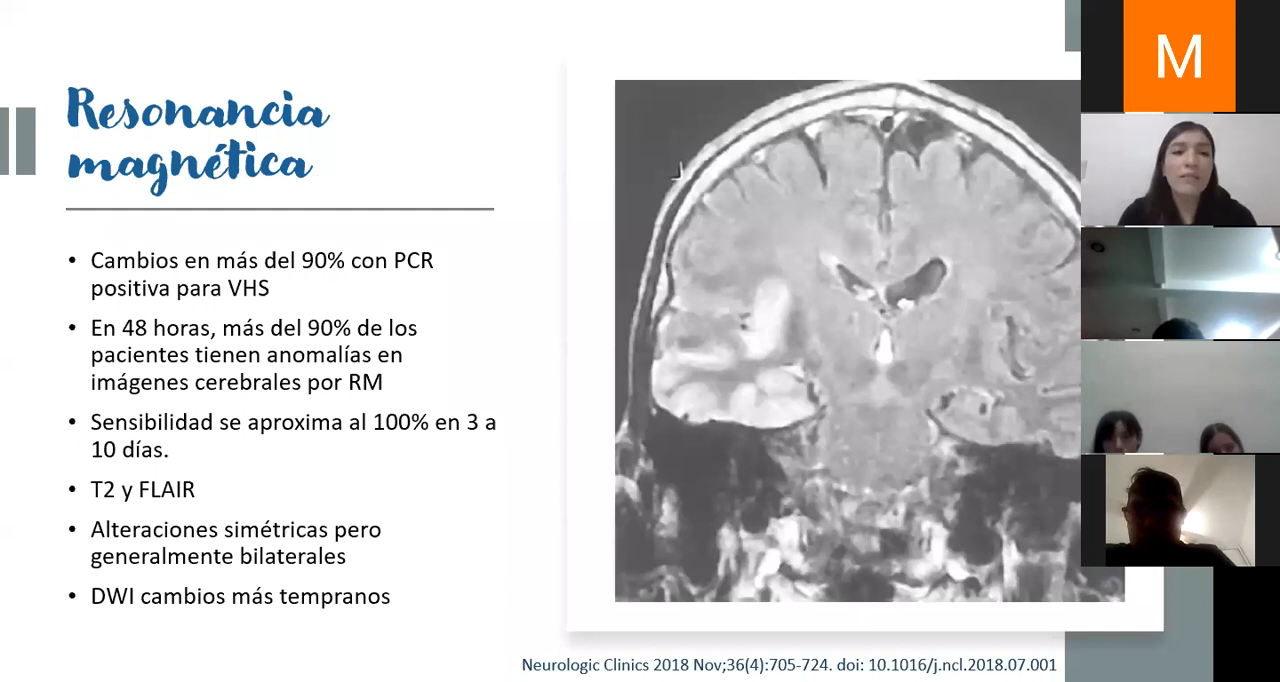 Resonancia
magnética
• Cambios en más del 90% con PCR
positiva para VHS
• En 48 horas, más del 90% de los
pacientes tienen anomalías en
imágenes cerebrales por RM
• Sensibilidad se aproxima al 100% en 3 a
10 días.
• T2 y FLAIR
• Alteraciones simétricas pero
generalmente bilaterales
• DWI cambios más tempranos
Neurologic Clinics 2018 Nov;36(4):705-724. doi: 10.1016/j.ncl.2018.07.001
M